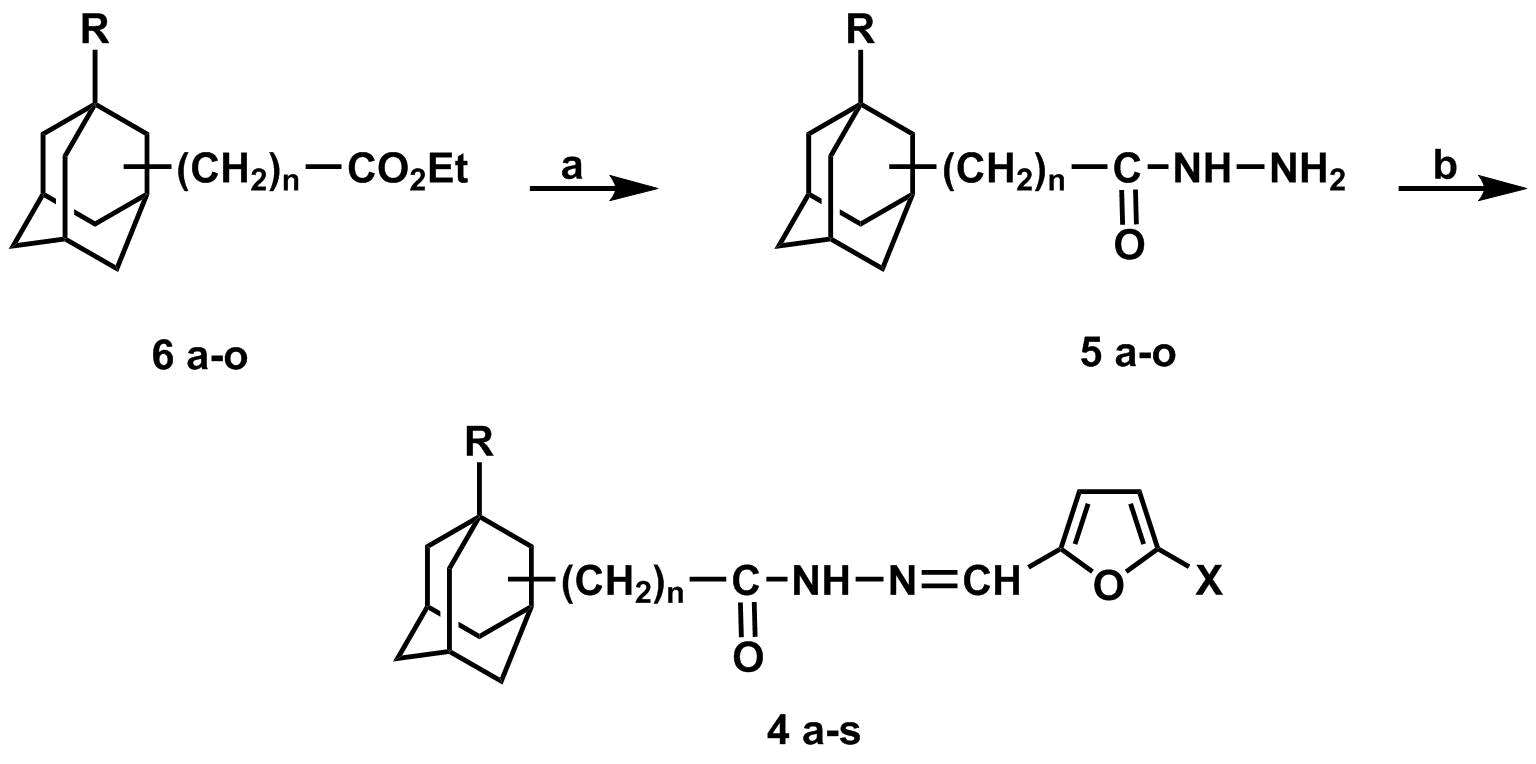 R
(CH2)n CO2Et
a
6 a-o
R
(CH2)n C NH NH2
O
b
5 a-o
R
(CH2)n C NH N CH
O
O
X
4 a-s